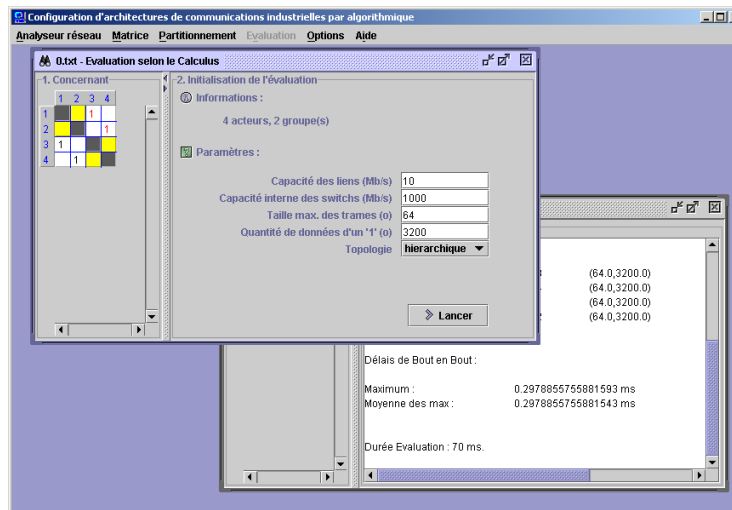 Configuration d'architectures de communications industrielles par algorithmique
Analyseur réseau Matrice Partitionnement Evaluation Options Aide
0.txt - Evaluation selon le Calculus
1. Concernant
1 2 3 4
1 1
2 1
3 1
4 1
2. Initialisation de l'évaluation
Informations :
4 acteurs, 2 groupe(s)
Paramètres :
Capacité des liens (Mb/s) 10
Capacité interne des switchs (Mb/s) 1000
Taille max. des trames (o) 64
Quantité de données d'un '1' (o) 3200
Topologie hierarchique
Lancer
(64.0,3200.0)
(64.0,3200.0)
(64.0,3200.0)
(64.0,3200.0)
Délais de Bout en Bout :
Maximum : 0.2978855755881593 ms
Moyenne des max : 0.2978855755881543 ms
Durée Evaluation : 70 ms.